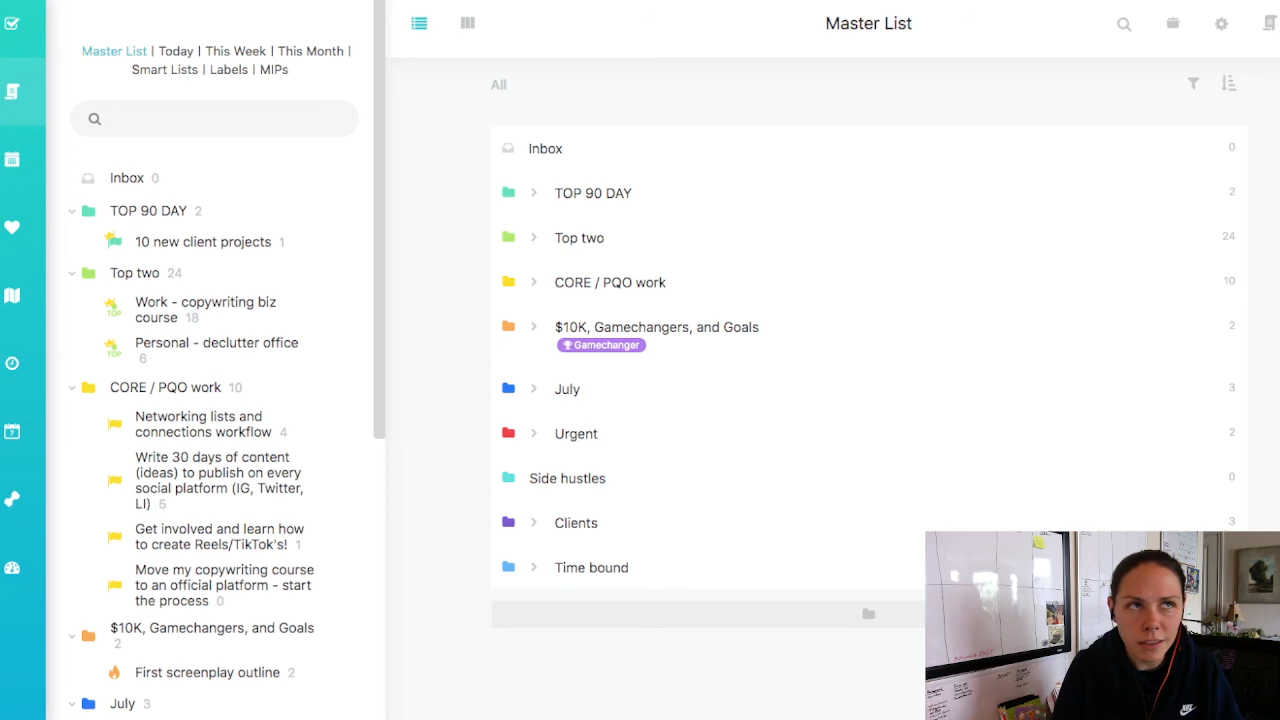 Master List | Today | This Week | This Month |
Smart Lists | Labels | MIPs
Inbox 0
TOP 90 DAY 2
10 new client projects 1
Top two 24
TOP
Work - copywriting biz
course 18
TOP
Personal - declutter office
6
CORE / PQO work 10
Networking lists and
connections workflow 4
Write 30 days of content
(ideas) to publish on every
social platform (IG, Twitter,
LI) 5
Get involved and learn how
to create Reels/TikTok's! 1
Move my copywriting course
to an official platform - start
the process 0
$10K, Gamechangers, and Goals
2
First screenplay outline 2
July 3
7
Master List
All
Inbox 0
TOP 90 DAY 2
Top two 24
CORE / PQO work 10
$10K, Gamechangers, and Goals 2
Gamechanger
July 3
Urgent 2
Side hustles 0
Clients 3
Time bound